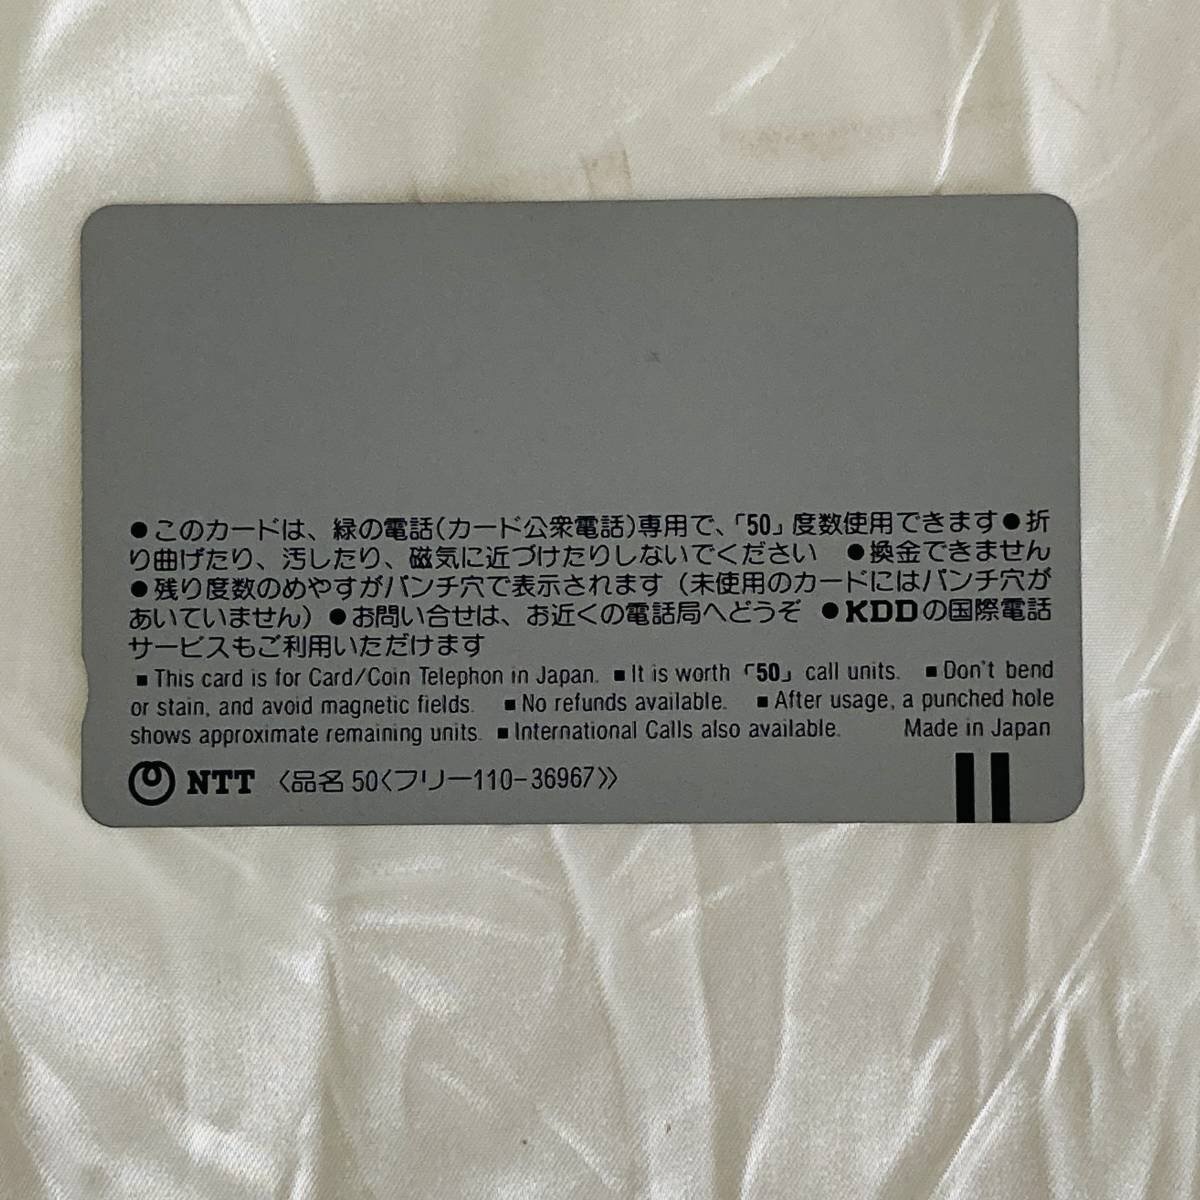 ●このカードは、緑の電話(カード公衆電話)専用で、「50」度数使用できます●折
り曲げたり、汚したり、磁気に近づけたりしないでください ●換金できません
●残り度数のめやすがパンチ穴で表示されます(未使用のカードにはパンチ穴が
あいていません)●お問い合せは、お近くの電話局へどうぞ ●KDDの国際電話
サービスもご利用いただけます
■This card is for Card/Coin Telephon in Japan. ■It is worth 「50」 call units. ■Don't bend
or stain, and avoid magnetic fields. ■No refunds available. ■After usage, a punched hole
shows approximate remaining units. ■International Calls also available. Made in Japan
NTT 〈品名 50〈フリー110-36967〉〉